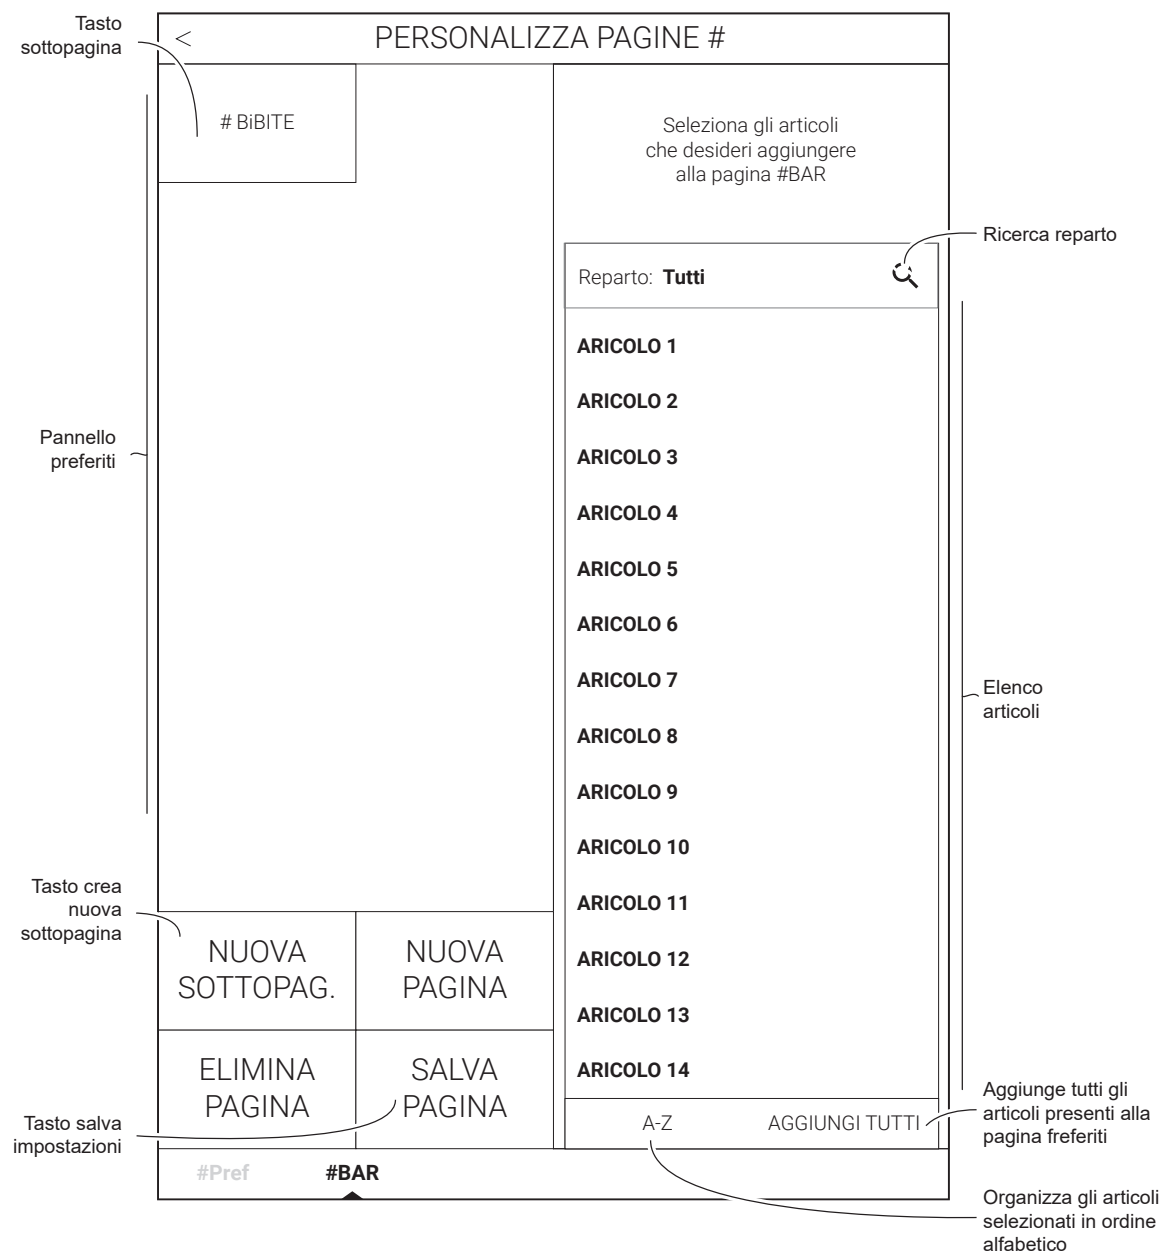 Tasto
sottopagina
<
PERSONALIZZA PAGINE #
# BiBITE
Seleziona gli articoli
che desideri aggiungere
alla pagina #BAR
Ricerca reparto
Reparto: Tutti
ARICOLO 1
ARICOLO 2
ARICOLO 3
ARICOLO 4
ARICOLO 5
ARICOLO 6
ARICOLO 7
ARICOLO 8
ARICOLO 9
ARICOLO 10
ARICOLO 11
ARICOLO 12
ARICOLO 13
ARICOLO 14
Pannello
preferiti
Elenco
articoli
Tasto crea
nuova
sottopagina
NUOVA
SOTTOPAG.
NUOVA
PAGINA
ELIMINA
PAGINA
SALVA
PAGINA
Tasto salva
impostazioni
A-Z
AGGIUNGI TUTTI
Aggiunge tutti gli
articoli presenti alla
pagina freferiti
#Pref
#BAR
Organizza gli articoli
selezionati in ordine
alfabetico